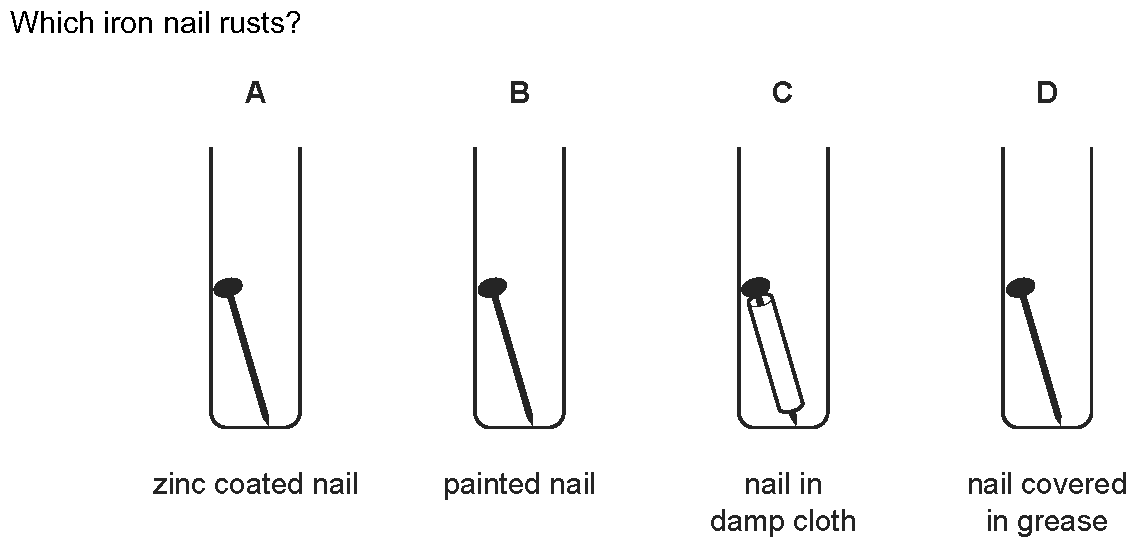 Which iron nail rusts?
A
B
C
D
zinc coated nail
painted nail
nail in
damp cloth
nail covered
in grease